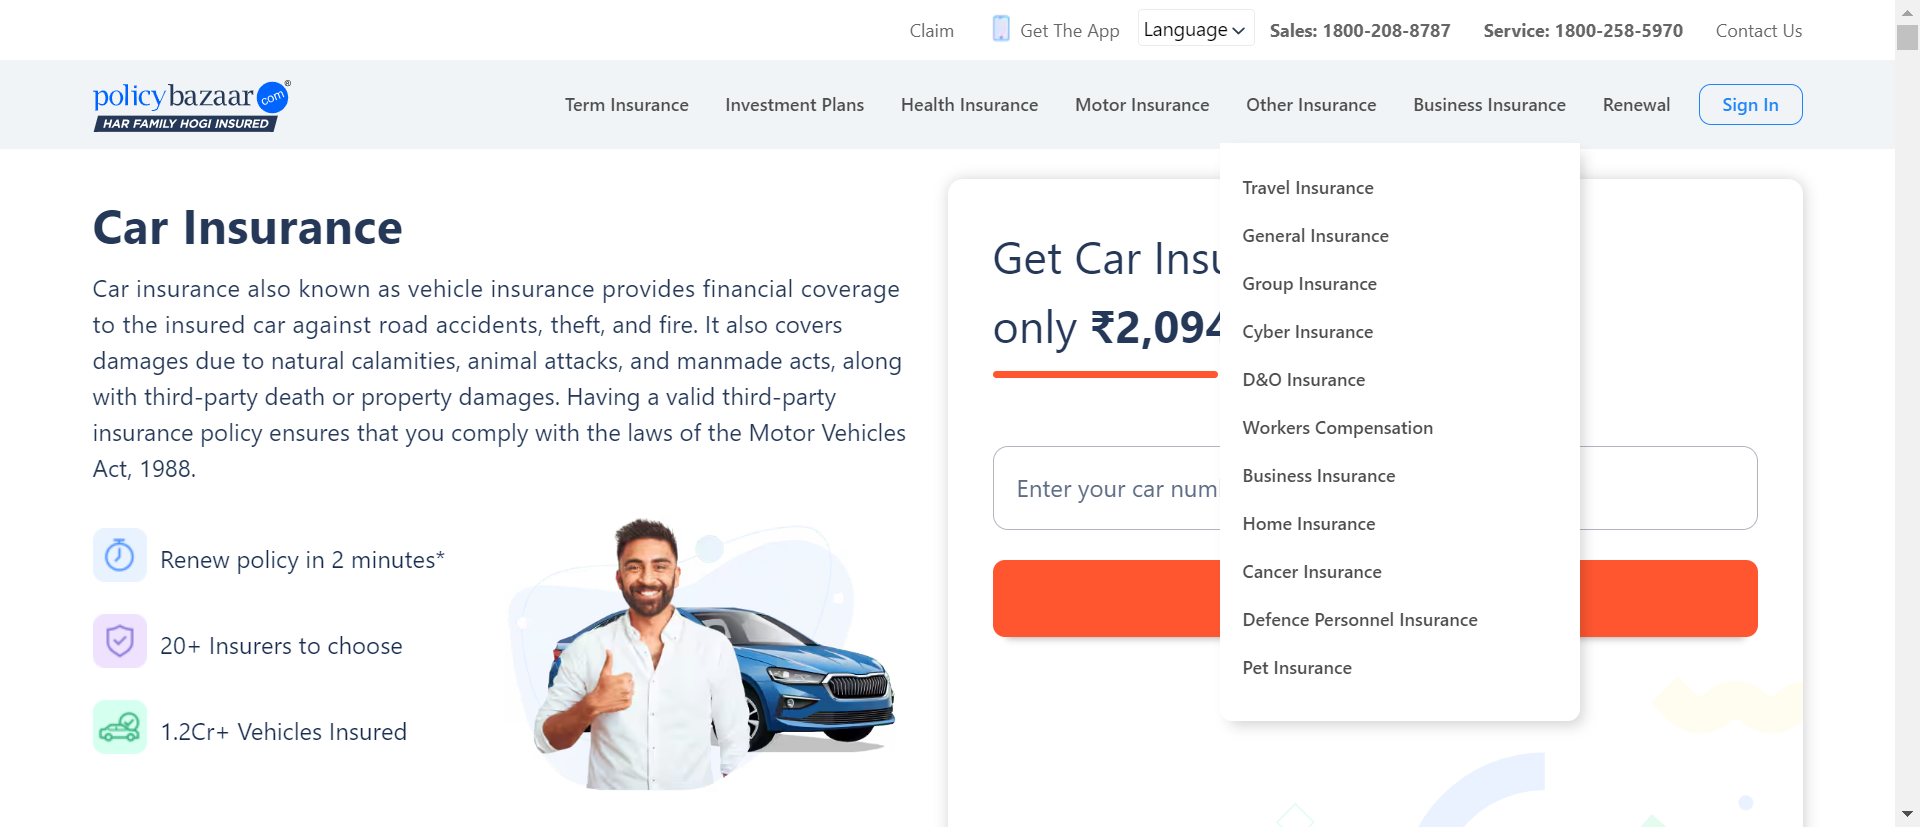 Claim
Get The App
Language
Sales: 1800-208-8787
Service: 1800-258-5970
Contact Us
policybazaar com ®
HAR FAMILY HOGI INSURED
Term Insurance
Investment Plans
Health Insurance
Motor Insurance
Other Insurance
Business Insurance
Renewal
Sign In
Car Insurance
Car insurance also known as vehicle insurance provides financial coverage
to the insured car against road accidents, theft, and fire. It also covers
damages due to natural calamities, animal attacks, and manmade acts, along
with third-party death or property damages. Having a valid third-party
insurance policy ensures that you comply with the laws of the Motor Vehicles
Act, 1988.
Renew policy in 2 minutes*
20+ Insurers to choose
1.2Cr+ Vehicles Insured
Get Car
only ₹2,094
Enter your car
Travel Insurance
General Insurance
Group Insurance
Cyber Insurance
D&O Insurance
Workers Compensation
Business Insurance
Home Insurance
Cancer Insurance
Defence Personnel Insurance
Pet Insurance